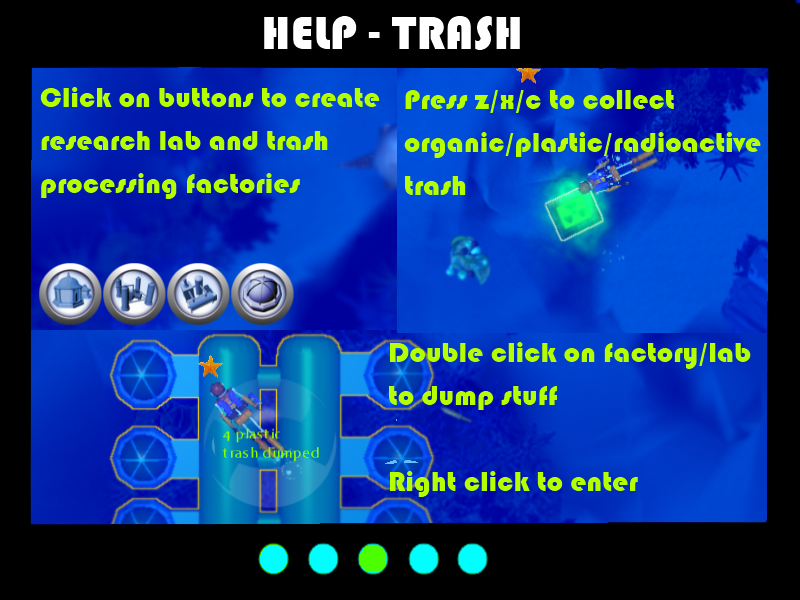 HELP - TRASH
Click on buttons to create
research lab and trash
processing factories
Press z/x/c to collect
organic/plastic/radioactive
trash
4 plastic
trash dumped
Double click on factory/lab
to dump stuff
Right click to enter